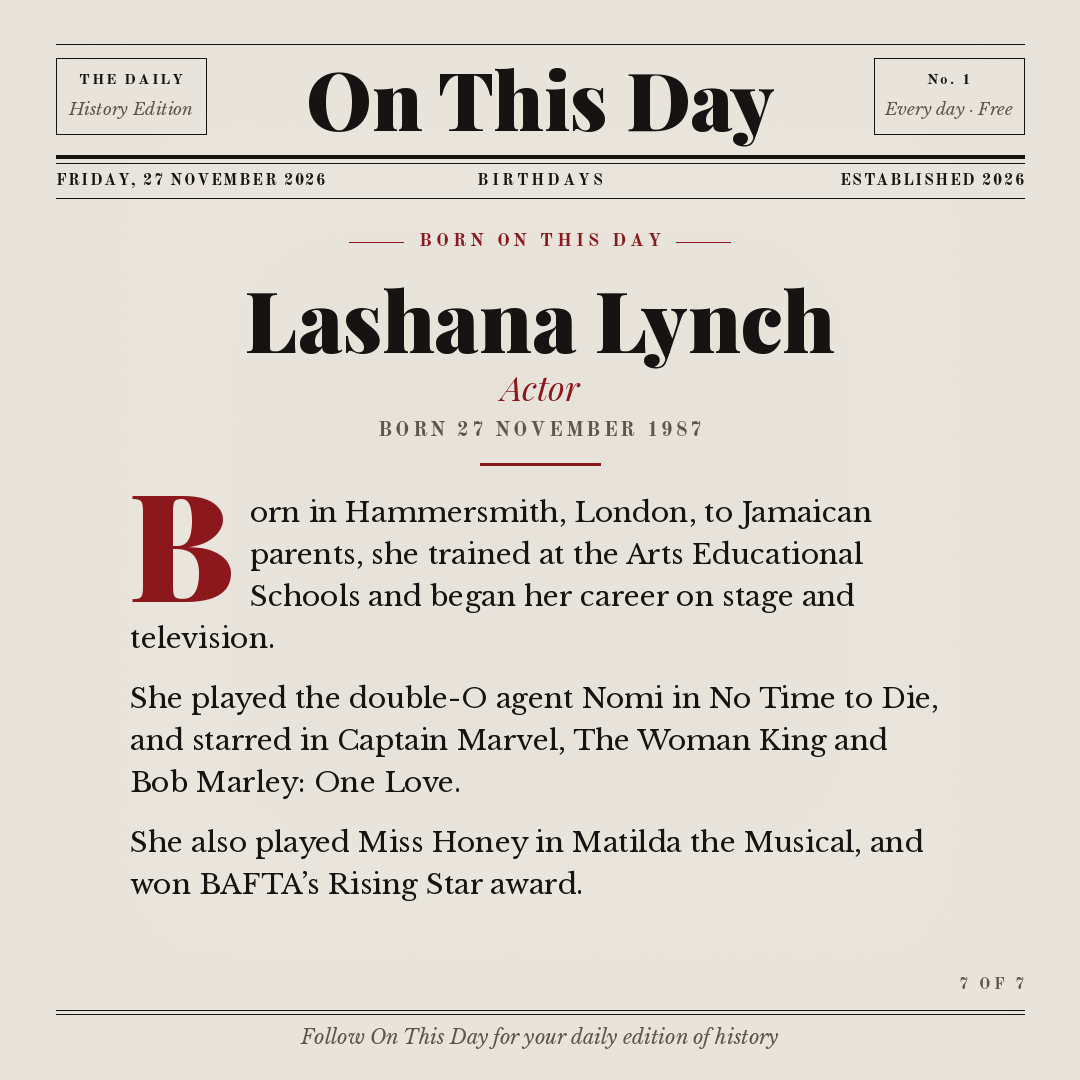 THE DAILY
History Edition
On This Day
No. 1
Every day · Free
FRIDAY, 27 NOVEMBER 2026
BIRTHDAYS
ESTABLISHED 2026
BORN ON THIS DAY
Lashana Lynch
Actor
BORN 27 NOVEMBER 1987
Born in Hammersmith, London, to Jamaican
parents, she trained at the Arts Educational
Schools and began her career on stage and
television.
She played the double-O agent Nomi in No Time to Die,
and starred in Captain Marvel, The Woman King and
Bob Marley: One Love.
She also played Miss Honey in Matilda the Musical, and
won BAFTA’s Rising Star award.
7 OF 7
Follow On This Day for your daily edition of history